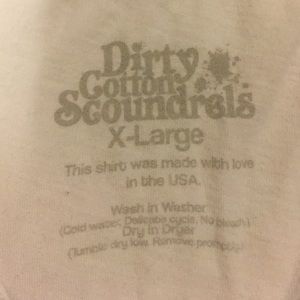 Dirty
Cotton
Scoundrels
X-Large
This shirt was made with love
in the USA.
Wash in Washer
(Cold water, Delicate cycle, No bleach)
Dry in Dryer
(Tumble dry low, Remove promptly)